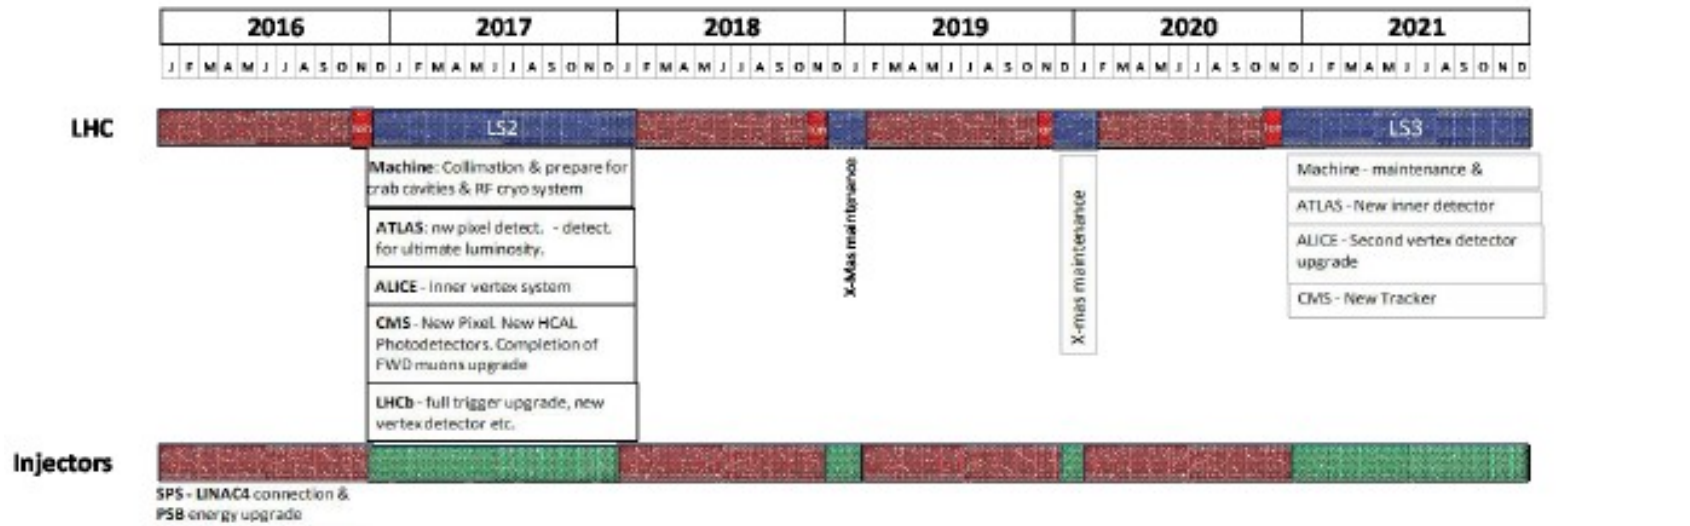 2016 2017 2018 2019 2020 2021
J F M A M J J A S O N D J F M A M J J A S O N D J F M A M J J A S O N D J F M A M J J A S O N D J F M A M J J A S O N D J F M A M J J A S O N D
LHC
LS2
LS3
Machine: Collimation & prepare for
crab cavities & RF cryo system
ATLAS: nw pixel detect. - detect.
for ultimate luminosity.
ALICE - Inner vertex system
CMS - New Pixel. New HCAL
Photodetectors. Completion of
FWD muons upgrade
LHCb - full trigger upgrade, new
vertex detector etc.
X-Mas maintenance
X-mas maintenance
Machine - maintenance &
ATLAS - New inner detector
ALICE - Second vertex detector
upgrade
CMS - New Tracker
Injectors
SPS - LINAC4 connection &
PSB energy upgrade